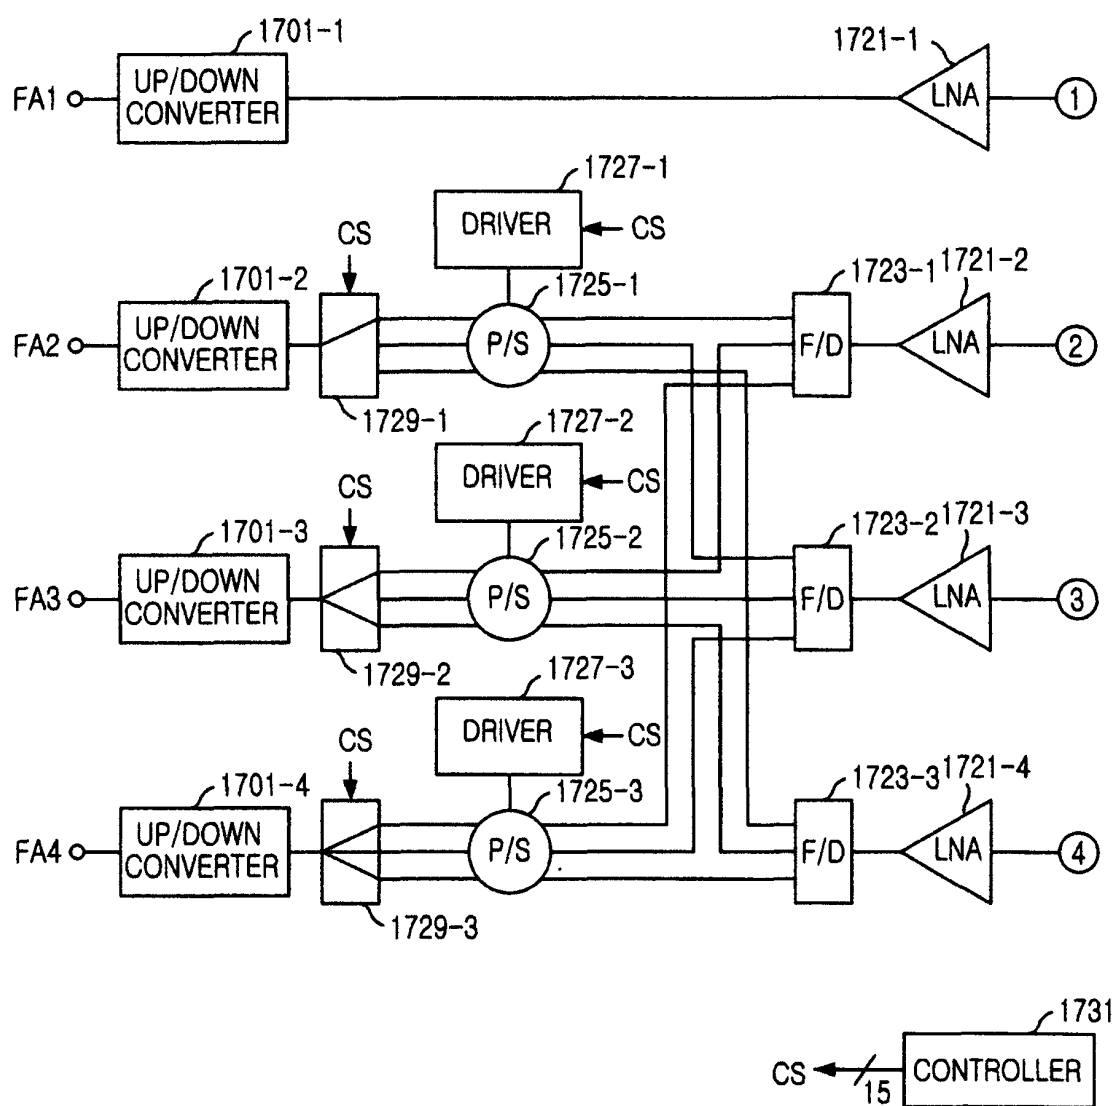 1701-1
1721-1
FA1
UP/DOWN
CONVERTER
LNA
1
1727-1
DRIVER
CS
CS
1701-2
1725-1
1723-1
1721-2
FA2
UP/DOWN
CONVERTER
P/S
F/D
LNA
2
1729-1
1727-2
DRIVER
CS
CS
1701-3
1725-2
1723-2
1721-3
FA3
UP/DOWN
CONVERTER
P/S
F/D
LNA
3
1729-2
1727-3
DRIVER
CS
CS
1701-4
1725-3
1723-3
1721-4
FA4
UP/DOWN
CONVERTER
P/S
F/D
LNA
4
1729-3
1731
CS
15
CONTROLLER